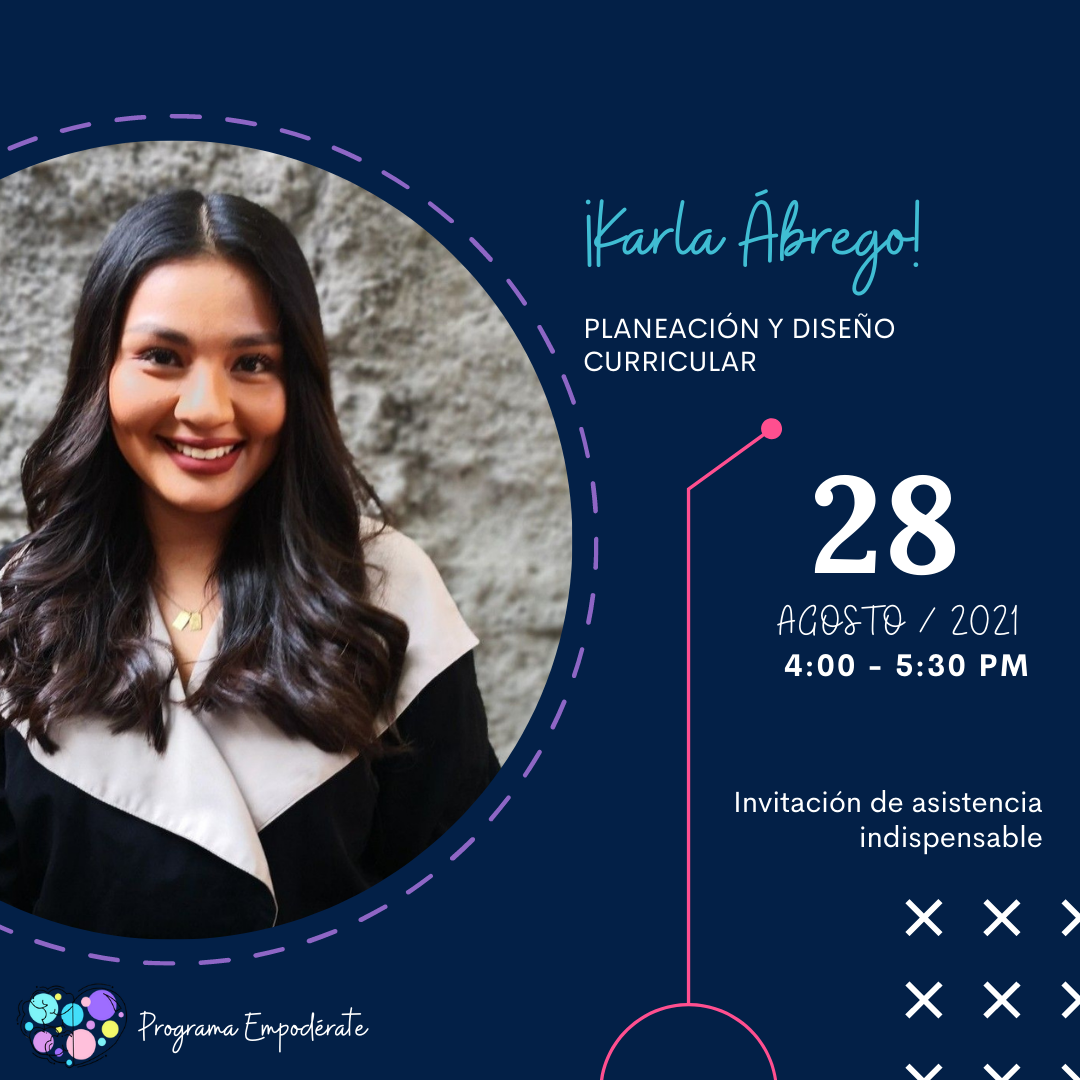 ¡Karla Ábrego!
PLANEACIÓN Y DISEÑO
CURRICULAR
28
AGOSTO / 2021
4:00 - 5:30 PM
Invitación de asistencia
indispensable
Programa Empodérate